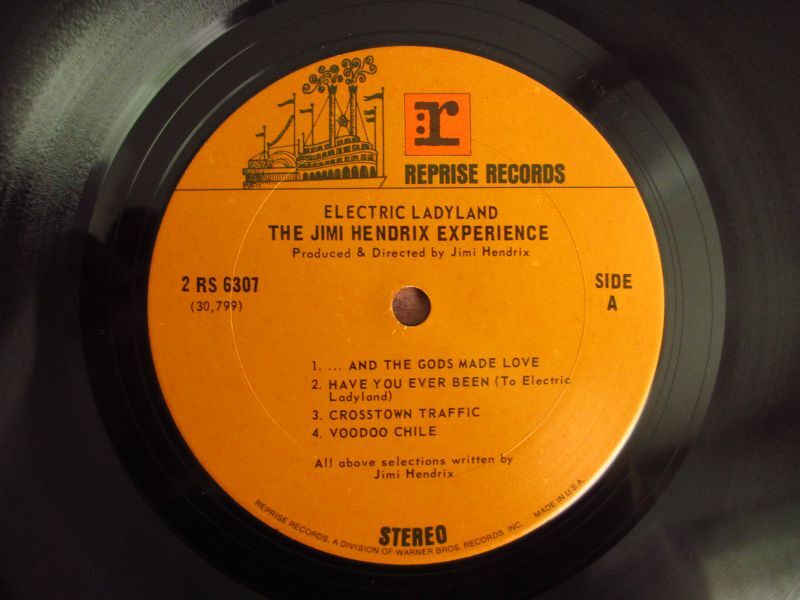 r
REPRISE RECORDS
ELECTRIC LADYLAND
THE JIMI HENDRIX EXPERIENCE
Produced & Directed by Jimi Hendrix
2 RS 6307
(30,799)
SIDE
A
1. ... AND THE GODS MADE LOVE
2. HAVE YOU EVER BEEN (To Electric
Ladyland)
3. CROSSTOWN TRAFFIC
4. VOODOO CHILE
All above selections written by
Jimi Hendrix
STEREO
REPRISE RECORDS, A DIVISION OF WARNER BROS. RECORDS, INC. MADE IN U.S.A.